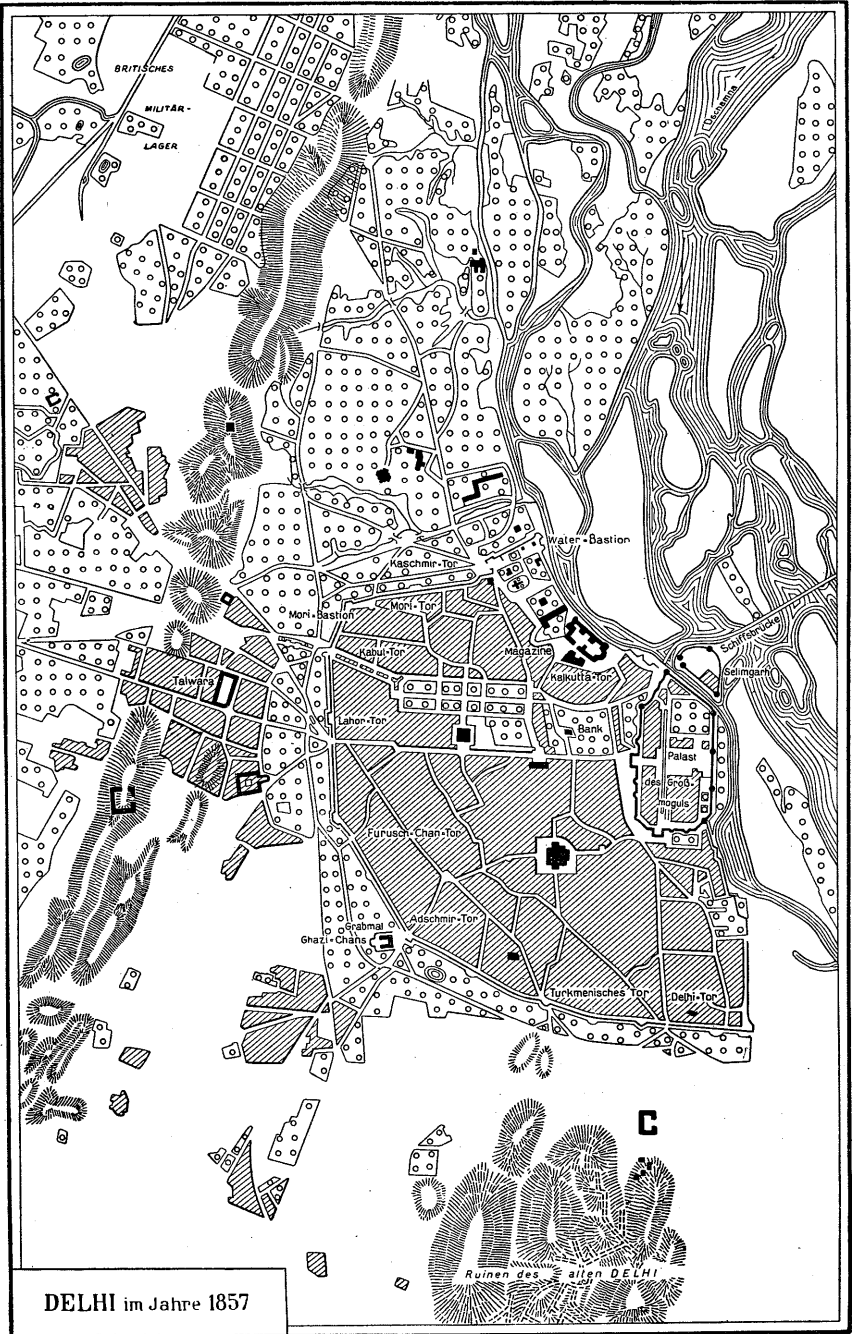 BRITISCHES
MILITÄR-
LAGER
Dschamna
Water-Bastion
Kaschmir-Tor
Mori-Bastion
Mori-Tor
Schiffsbrücke
Kabul-Tor
Magazine
Selimgarh
Talwara
Kalkutta-Tor
Lahor-Tor
Bank
Palast
des Groß-
moguls
Furusch-Chan-Tor
Adschmir-Tor
Grabmal
Ghazi-Chans
Turkmenisches Tor
Delhi-Tor
Ruinen des alten DELHI
DELHI im Jahre 1857